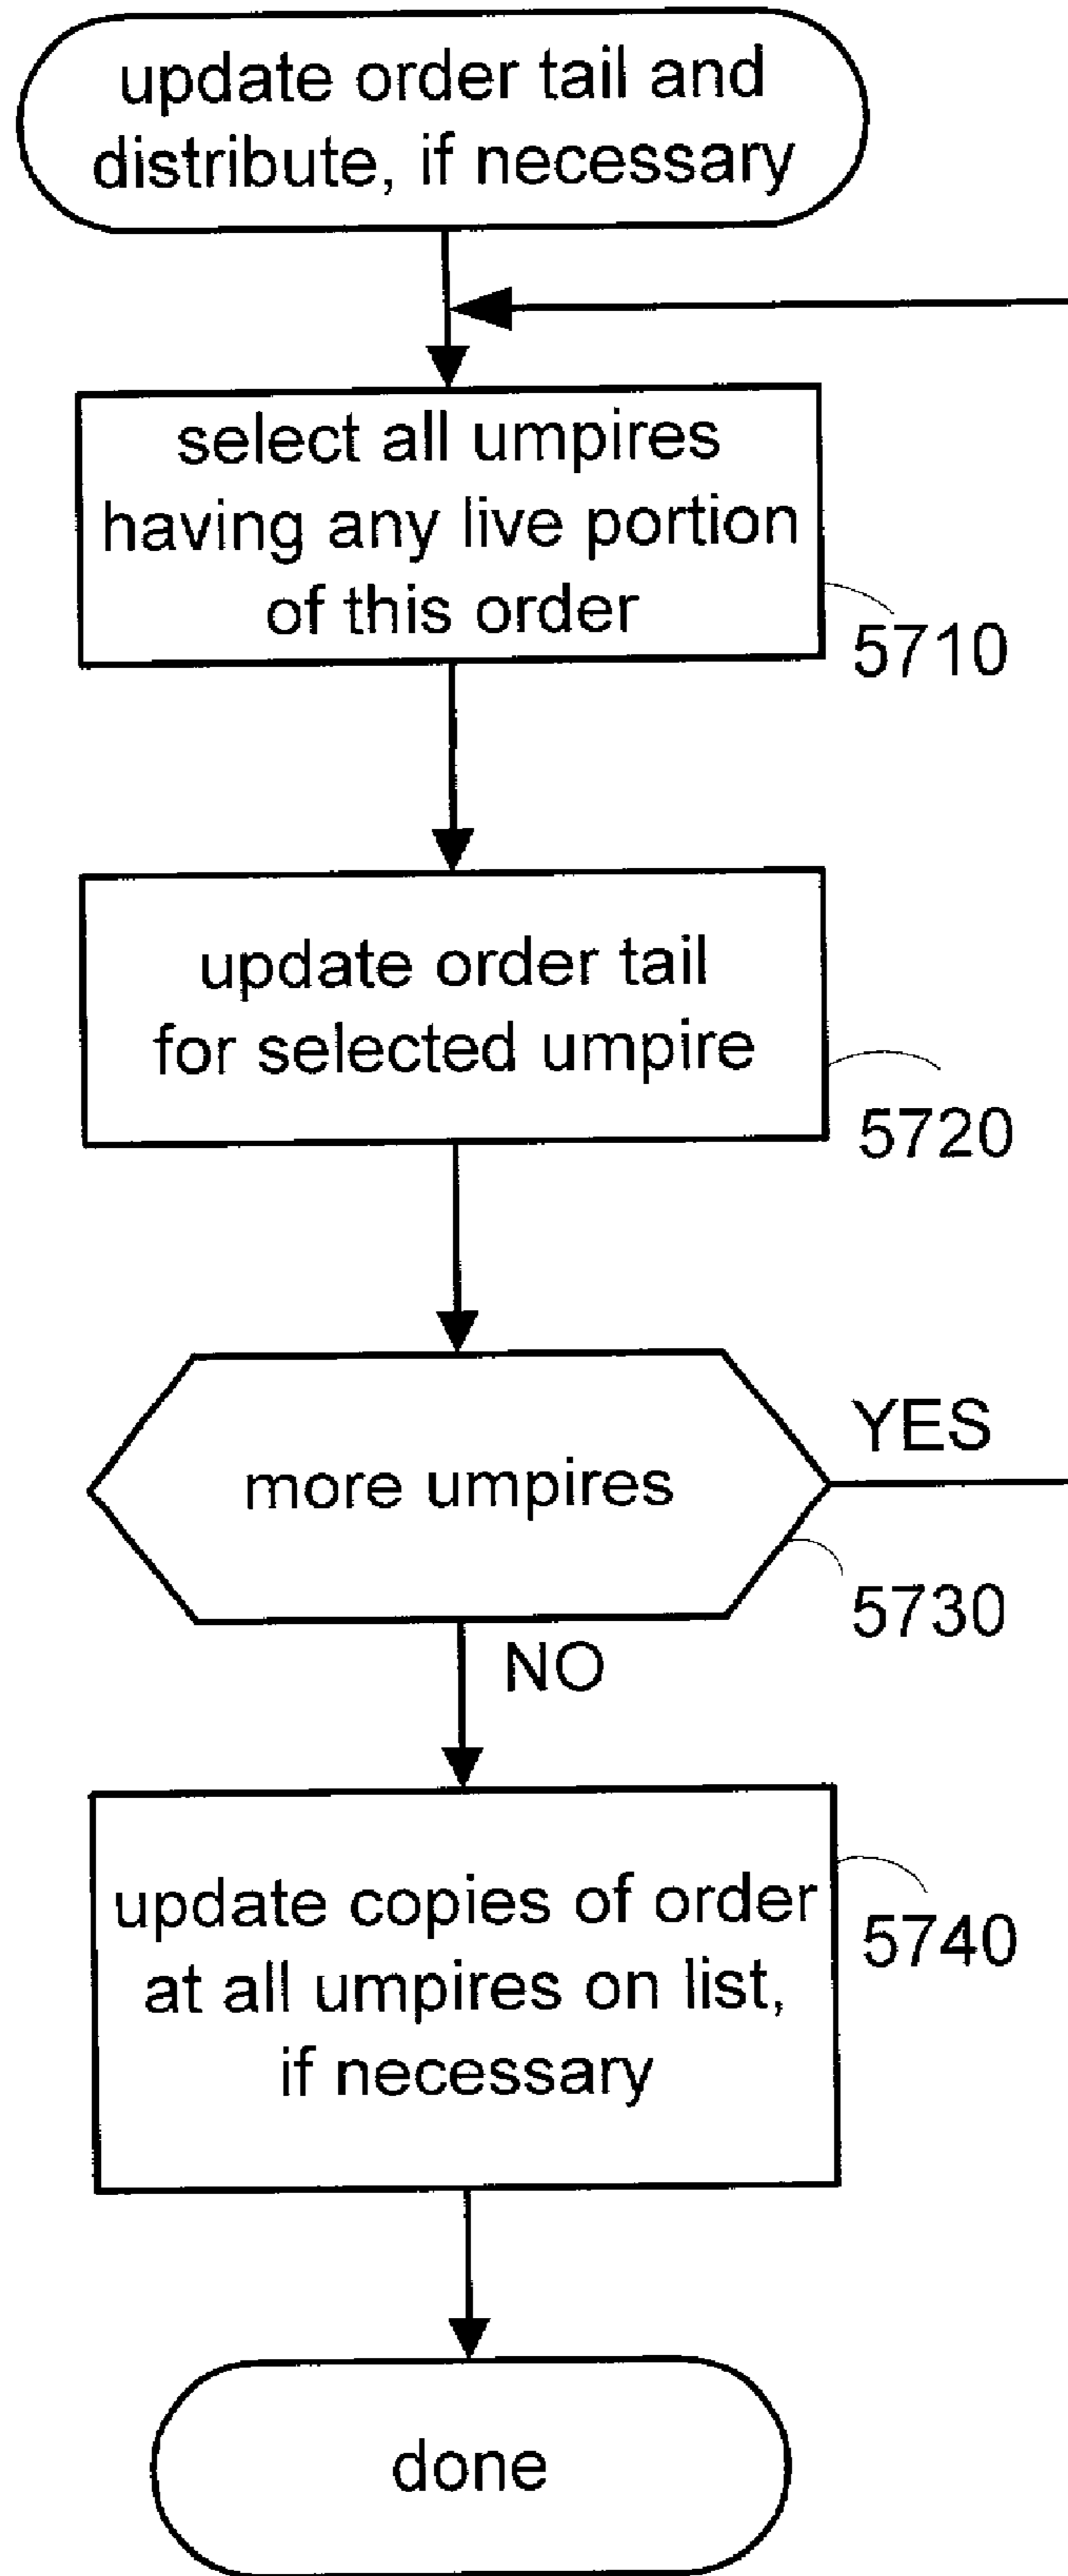 update order tail and
distribute, if necessary
select all umpires
having any live portion
of this order
5710
update order tail
for selected umpire
5720
more umpires
YES
5730
NO
update copies of order
at all umpires on list,
if necessary
5740
done